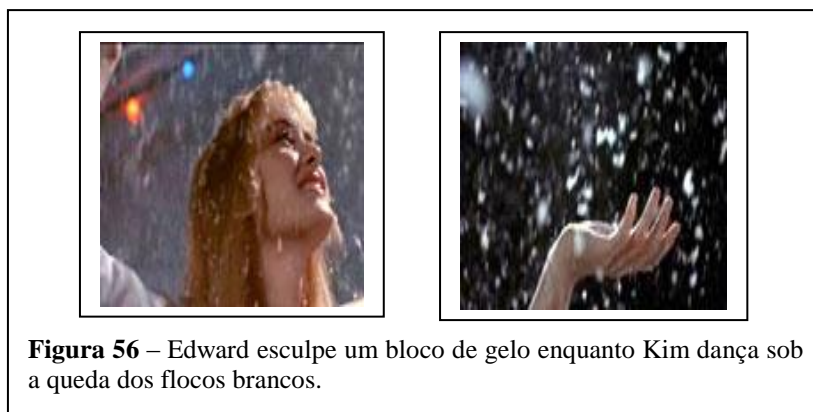 Figura 56 – Edward esculpe um bloco de gelo enquanto Kim dança sob
a queda dos flocos brancos.